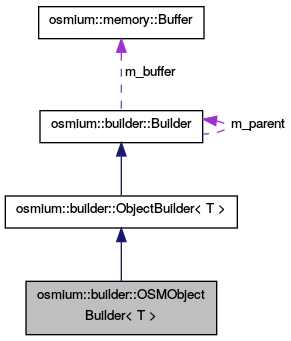 osmium::memory::Buffer
m_buffer
osmium::builder::Builder
m_parent
osmium::builder::ObjectBuilder< T >
osmium::builder::OSMObject
Builder< T >